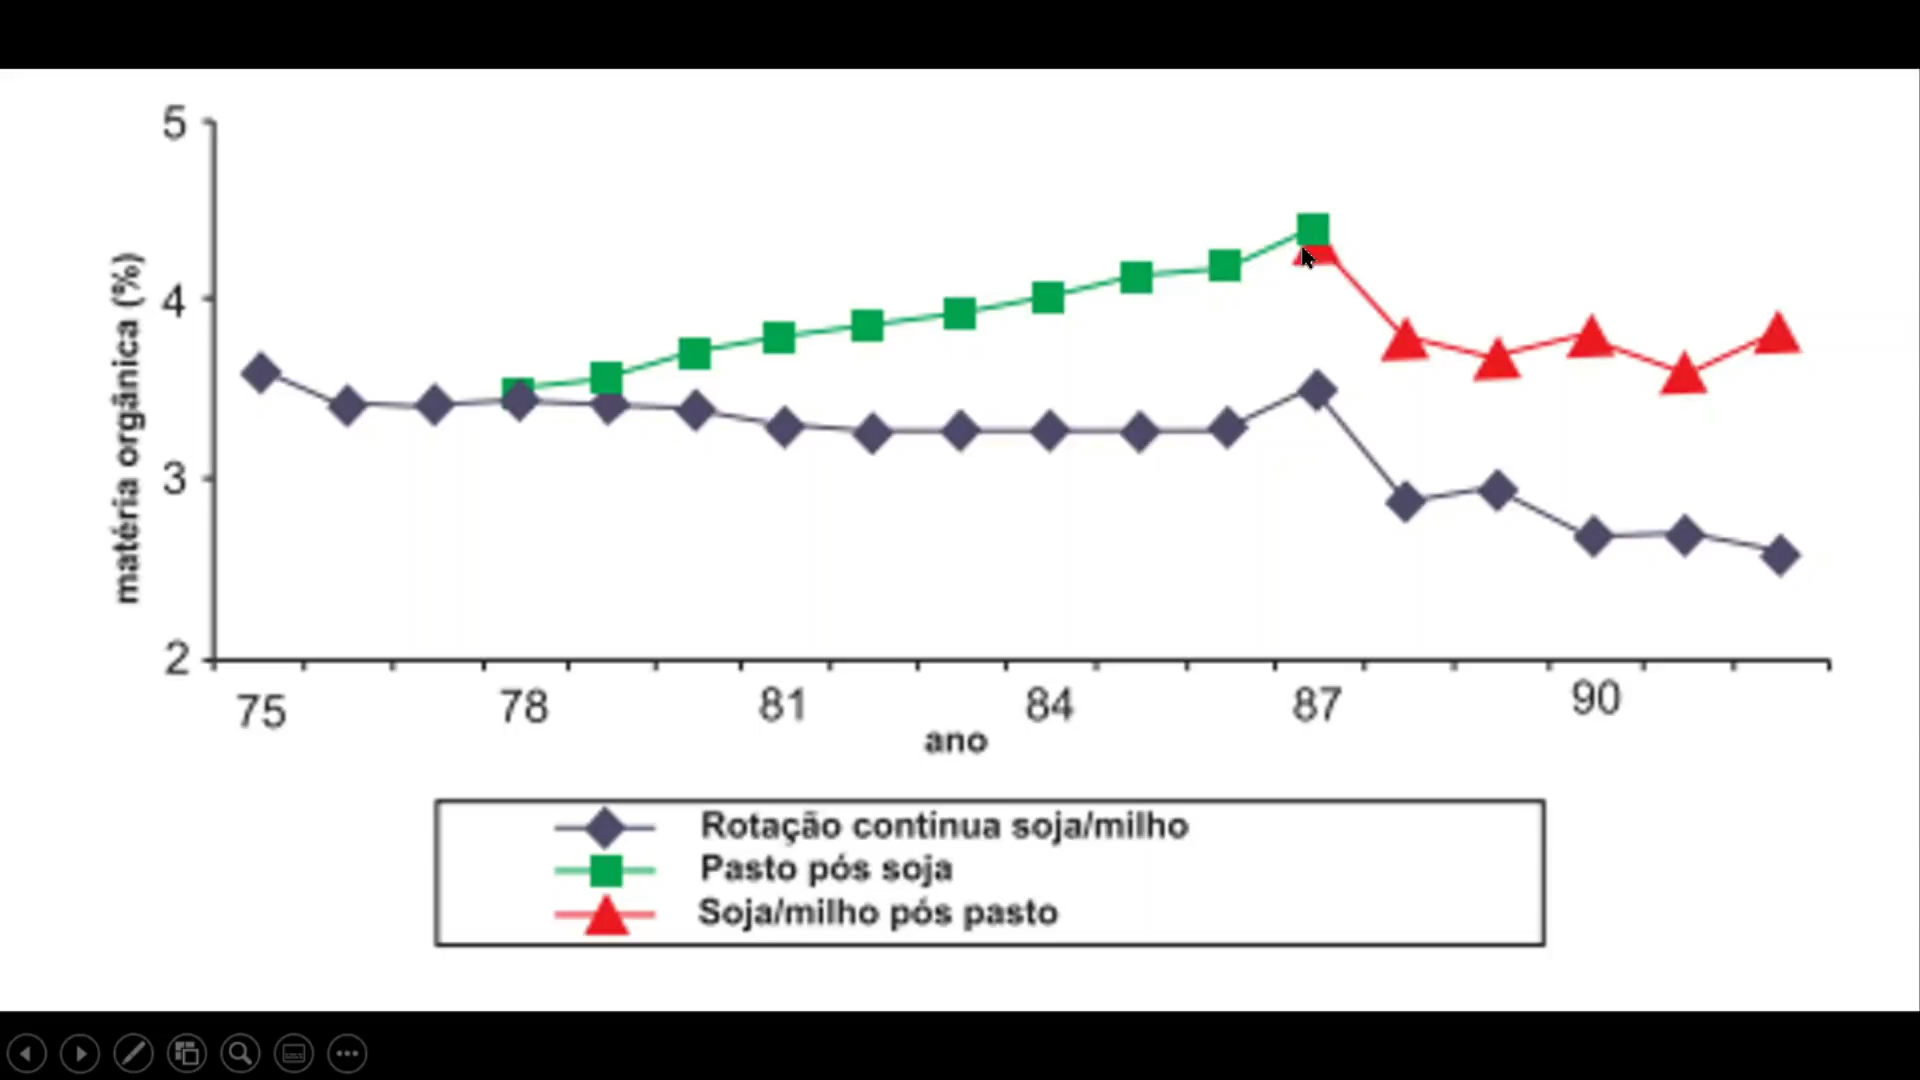 5
4
3
2
matéria orgânica (%)
75 78 81 84 87 90
ano
Rotação continua soja/milho
Pasto pós soja
Soja/milho pós pasto